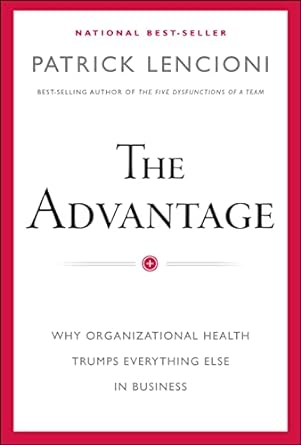 NATIONAL BEST-SELLER
PATRICK LENCIONI
BEST-SELLING AUTHOR OF THE FIVE DYSFUNCTIONS OF A TEAM
THE
ADVANTAGE
WHY ORGANIZATIONAL HEALTH
TRUMPS EVERYTHING ELSE
IN BUSINESS